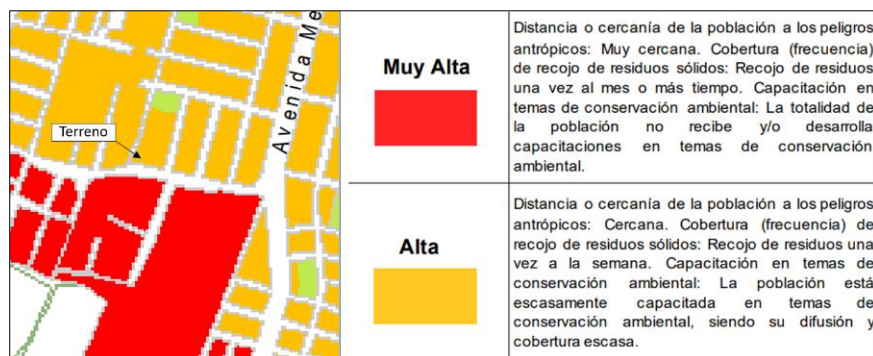 Avenida Me
Terreno
Muy Alta
Distancia o cercanía de la población a los peligros
antrópicos: Muy cercana. Cobertura (frecuencia)
de recojo de residuos sólidos: Recojo de residuos
una vez al mes o más tiempo. Capacitación en
temas de conservación ambiental: La totalidad de
la población no recibe y/o desarrolla
capacitaciones en temas de conservación
ambiental.
Alta
Distancia o cercanía de la población a los peligros
antrópicos: Cercana. Cobertura (frecuencia) de
recojo de residuos sólidos: Recojo de residuos una
vez a la semana. Capacitación en temas de
conservación ambiental: La población está
escasamente capacitada en temas de
conservación ambiental, siendo su difusión y
cobertura escasa.